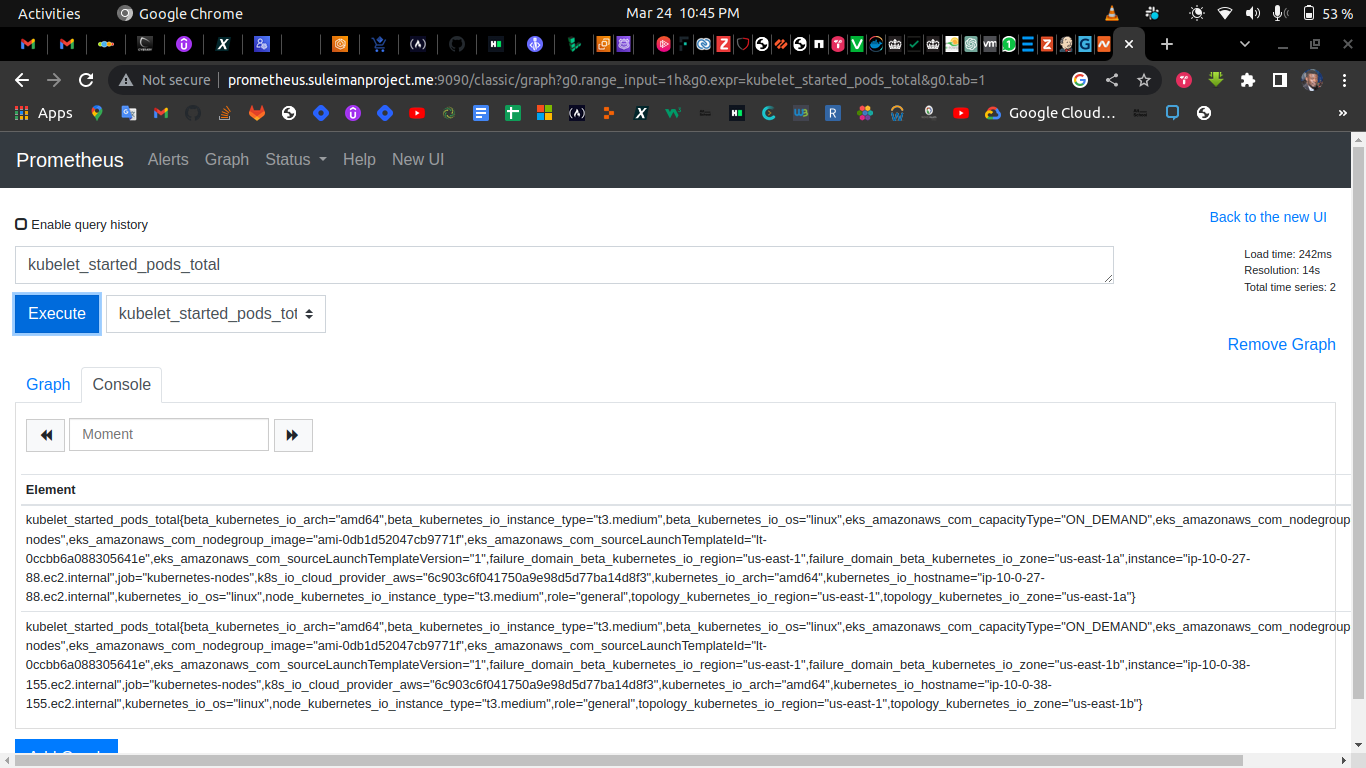 Activities
Google Chrome
Mar 24 10:45 PM
53 %
Not secure
prometheus.suleimanproject.me:9090/classic/graph?g0.range_input=1h&g0.expr=kubelet_started_pods_total&g0.tab=1
Apps
Google Cloud…
»
Prometheus
Alerts
Graph
Status
Help
New UI
Enable query history
Back to the new UI
kubelet_started_pods_total
Load time: 242ms
Resolution: 14s
Total time series: 2
Execute
kubelet_started_pods_tot
Remove Graph
Graph
Console
Moment
Element
kubelet_started_pods_total{beta_kubernetes_io_arch="amd64",beta_kubernetes_io_instance_type="t3.medium",beta_kubernetes_io_os="linux",eks_amazonaws_com_capacityType="ON_DEMAND",eks_amazonaws_com_nodegroup
nodes",eks_amazonaws_com_nodegroup_image="ami-0db1d52047cb9771f",eks_amazonaws_com_sourceLaunchTemplateId="lt-
0ccbb6a088305641e",eks_amazonaws_com_sourceLaunchTemplateVersion="1",failure_domain_beta_kubernetes_io_region="us-east-1",failure_domain_beta_kubernetes_io_zone="us-east-1a",instance="ip-10-0-27-
88.ec2.internal",job="kubernetes-nodes",k8s_io_cloud_provider_aws="6c903c6f041750a9e98d5d77ba14d8f3",kubernetes_io_arch="amd64",kubernetes_io_hostname="ip-10-0-27-
88.ec2.internal",kubernetes_io_os="linux",node_kubernetes_io_instance_type="t3.medium",role="general",topology_kubernetes_io_region="us-east-1",topology_kubernetes_io_zone="us-east-1a"}
kubelet_started_pods_total{beta_kubernetes_io_arch="amd64",beta_kubernetes_io_instance_type="t3.medium",beta_kubernetes_io_os="linux",eks_amazonaws_com_capacityType="ON_DEMAND",eks_amazonaws_com_nodegroup
nodes",eks_amazonaws_com_nodegroup_image="ami-0db1d52047cb9771f",eks_amazonaws_com_sourceLaunchTemplateId="lt-
0ccbb6a088305641e",eks_amazonaws_com_sourceLaunchTemplateVersion="1",failure_domain_beta_kubernetes_io_region="us-east-1",failure_domain_beta_kubernetes_io_zone="us-east-1b",instance="ip-10-0-38-
155.ec2.internal",job="kubernetes-nodes",k8s_io_cloud_provider_aws="6c903c6f041750a9e98d5d77ba14d8f3",kubernetes_io_arch="amd64",kubernetes_io_hostname="ip-10-0-38-
155.ec2.internal",kubernetes_io_os="linux",node_kubernetes_io_instance_type="t3.medium",role="general",topology_kubernetes_io_region="us-east-1",topology_kubernetes_io_zone="us-east-1b"}